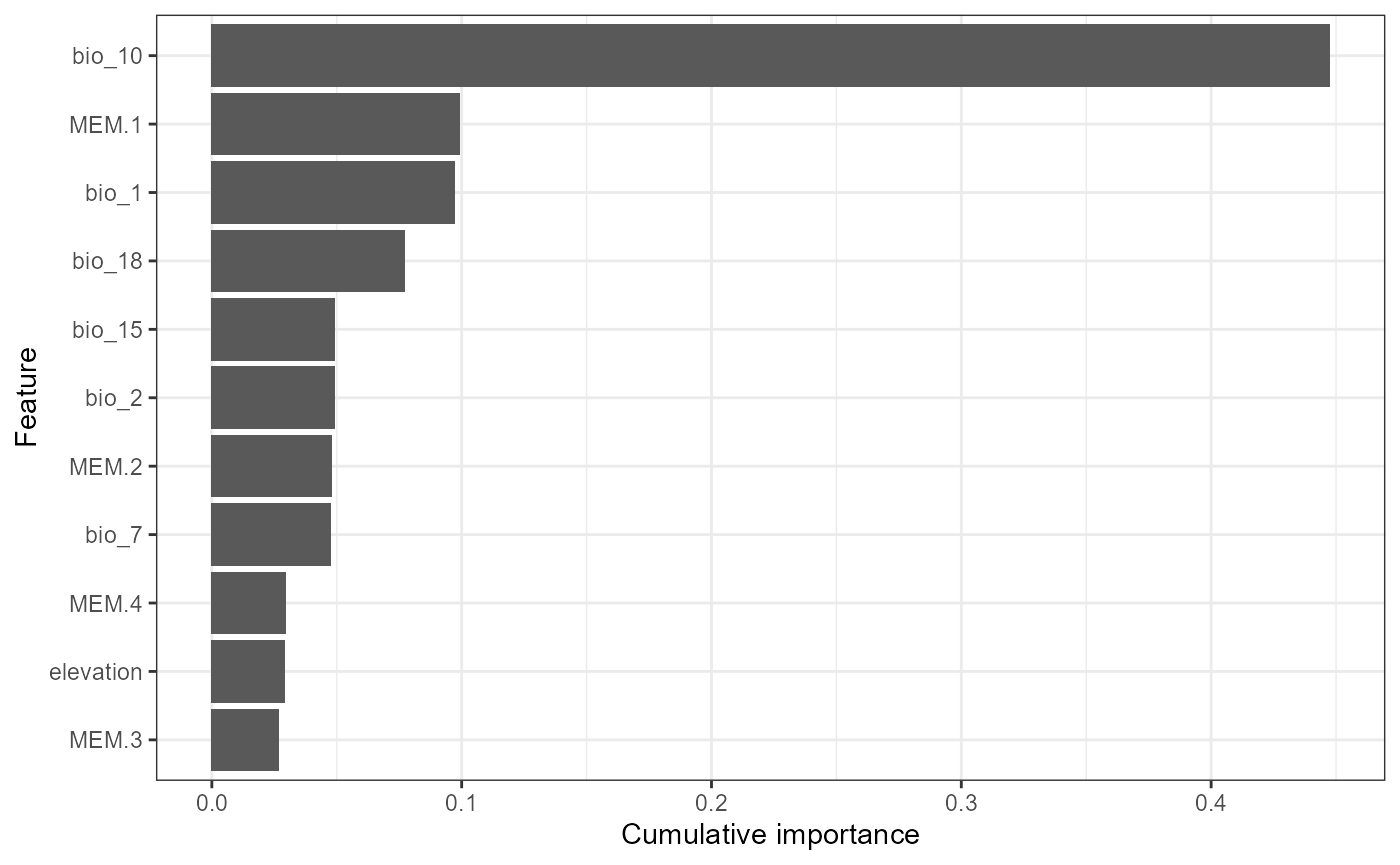 bio_10
MEM.1
bio_1
bio_18
bio_15
bio_2
MEM.2
bio_7
MEM.4
elevation
MEM.3
Feature
0.0 0.1 0.2 0.3 0.4
Cumulative importance